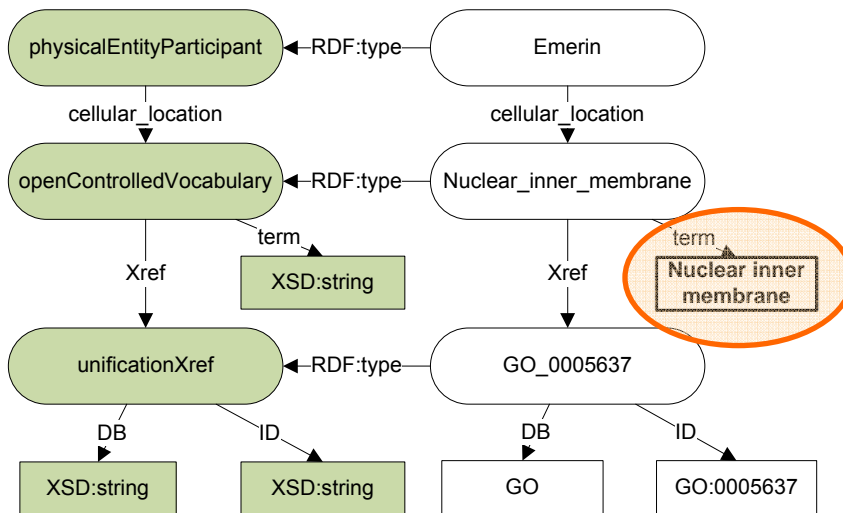 physicalEntityParticipant
RDF:type
Emerin
cellular_location
cellular_location
openControlledVocabulary
RDF:type
Nuclear_inner_membrane
term
term
Xref
XSD:string
Xref
Nuclear inner
membrane
unificationXref
RDF:type
GO_0005637
DB
ID
DB
ID
XSD:string
XSD:string
GO
GO:0005637